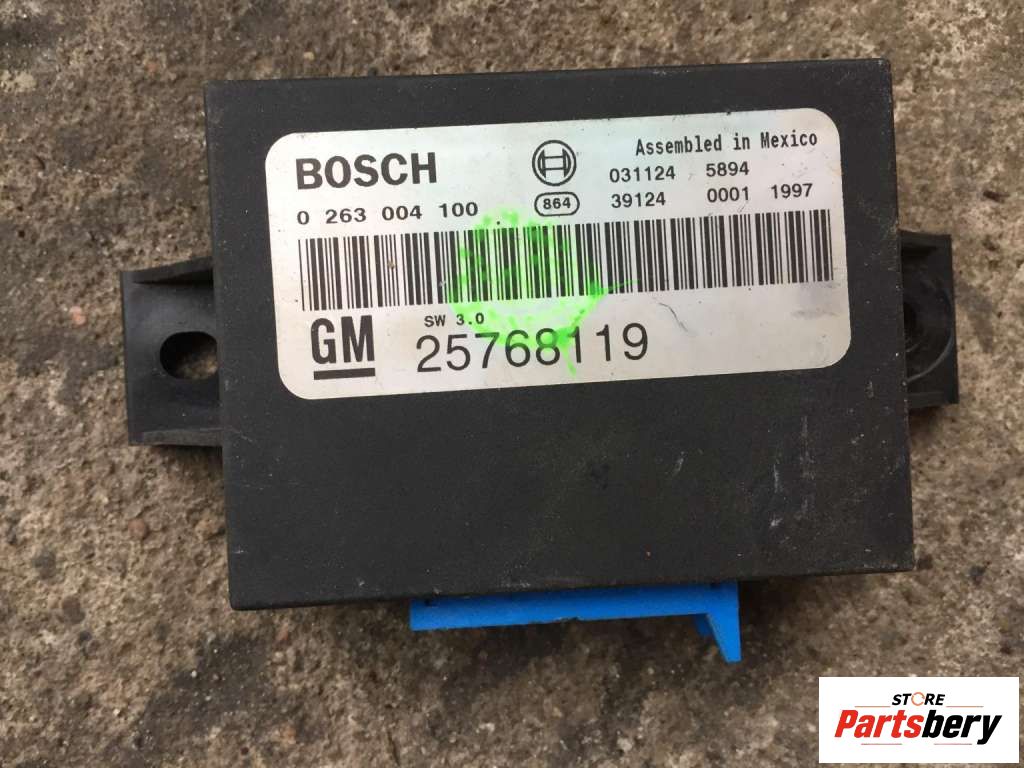 BOSCH
Assembled in Mexico
031124 5894
0 263 004 100
864
39124 0001 1997
SW 3.0
GM
25768119
STORE
Partsbery